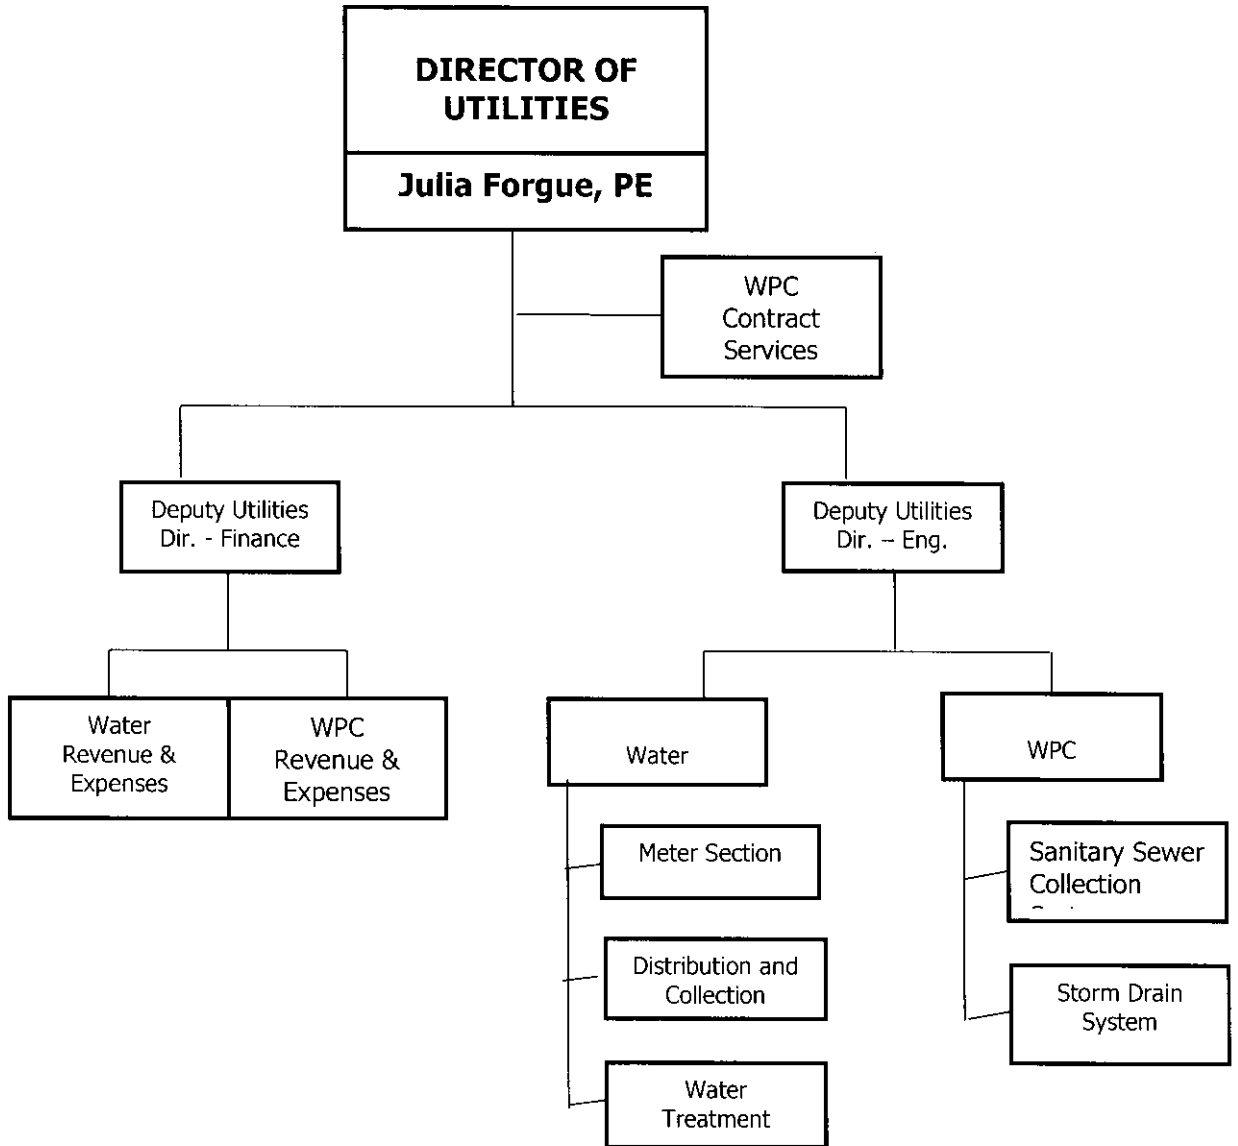 DIRECTOR OF
UTILITIES
Julia Forgue, PE
WPC
Contract
Services
Deputy Utilities
Dir. - Finance
Deputy Utilities
Dir. – Eng.
Water
Revenue &
Expenses
WPC
Revenue &
Expenses
Water
WPC
Meter Section
Distribution and
Collection
Water
Treatment
Sanitary Sewer
Collection
Storm Drain
System